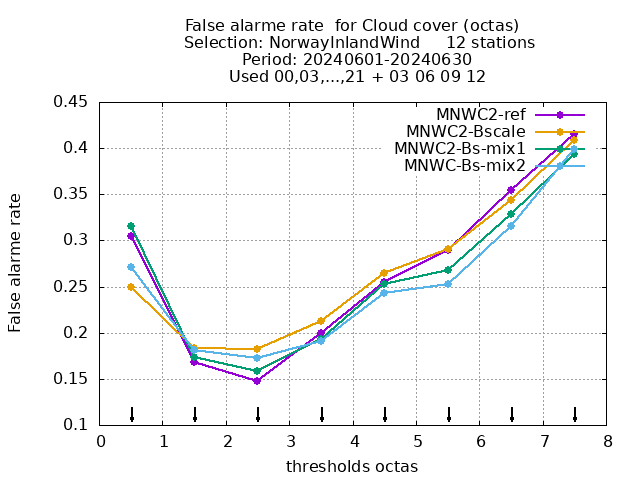 False alarme rate  for Cloud cover (octas)
Selection: NorwayInlandWind     12 stations
Period: 20240601-20240630
Used 00,03,...,21 + 03 06 09 12
MNWC2-ref
MNWC2-Bscale
MNWC2-Bs-mix1
MNWC-Bs-mix2
False alarme rate
0.45
0.4
0.35
0.3
0.25
0.2
0.15
0.1
0 1 2 3 4 5 6 7 8
thresholds octas